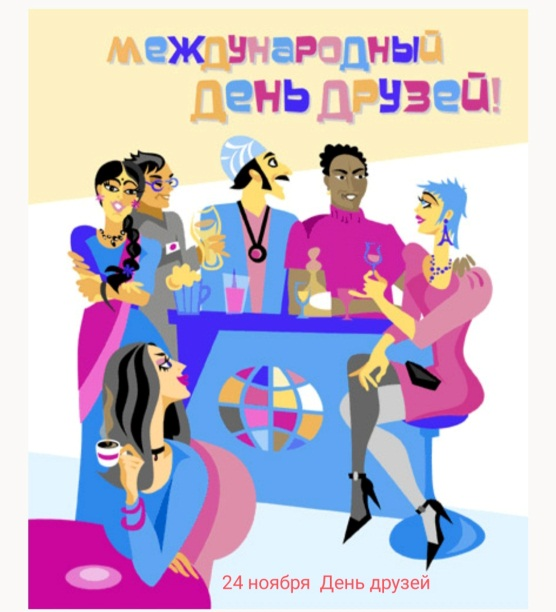 международный
день друзей!
24 ноября День друзей